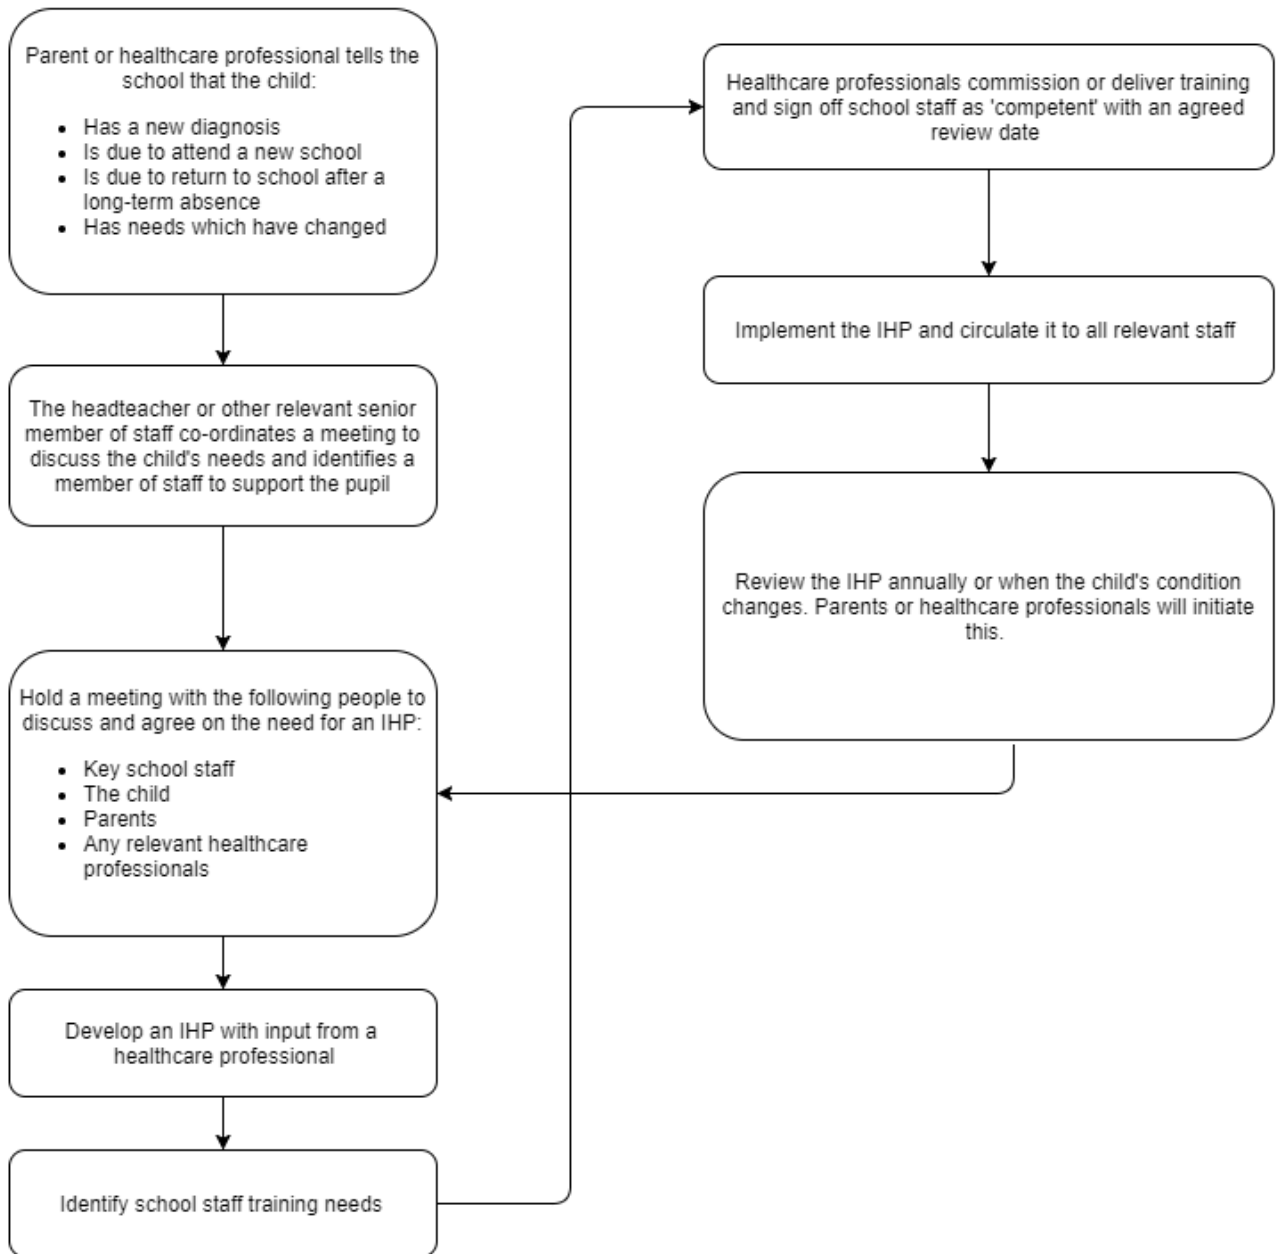 Parent or healthcare professional tells the
school that the child:
• Has a new diagnosis
• Is due to attend a new school
• Is due to return to school after a
long-term absence
• Has needs which have changed
The headteacher or other relevant senior
member of staff co-ordinates a meeting to
discuss the child's needs and identifies a
member of staff to support the pupil
Hold a meeting with the following people to
discuss and agree on the need for an IHP:
• Key school staff
• The child
• Parents
• Any relevant healthcare
professionals
Develop an IHP with input from a
healthcare professional
Identify school staff training needs
Healthcare professionals commission or deliver training
and sign off school staff as 'competent' with an agreed
review date
Implement the IHP and circulate it to all relevant staff
Review the IHP annually or when the child's condition
changes. Parents or healthcare professionals will initiate
this.